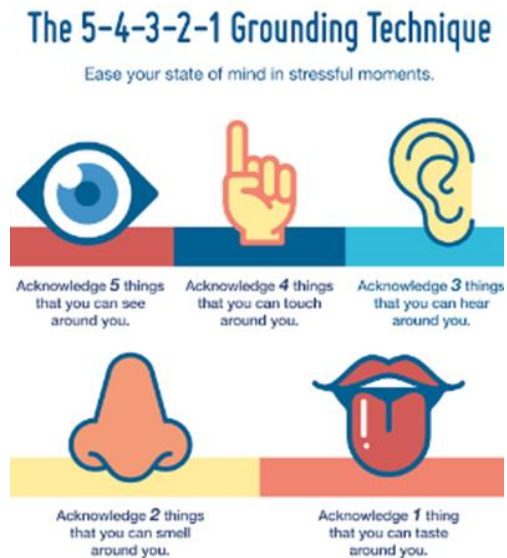 The 5-4-3-2-1 Grounding Technique
Ease your state of mind in stressful moments.
Acknowledge 5 things
that you can see
around you.
Acknowledge 4 things
that you can touch
around you.
Acknowledge 3 things
that you can hear
around you.
Acknowledge 2 things
that you can smell
around you.
Acknowledge 1 thing
that you can taste
around you.